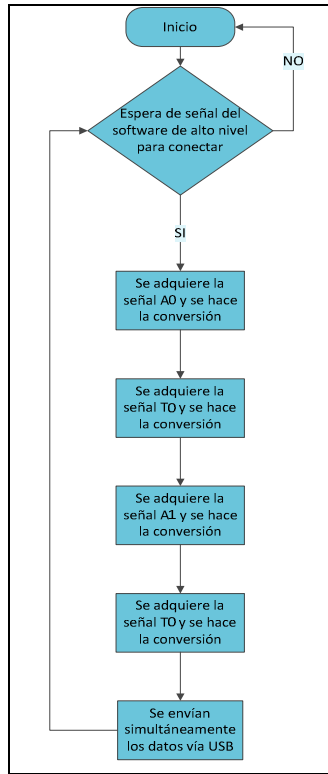 Inicio
NO
Espera de señal del
software de alto nivel
para conectar
SI
Se adquiere la
señal A0 y se hace
la conversión
Se adquiere la
señal T0 y se hace
la conversión
Se adquiere la
señal A1 y se hace
la conversión
Se adquiere la
señal T0 y se hace
la conversión
Se envían
simultáneamente
los datos vía USB